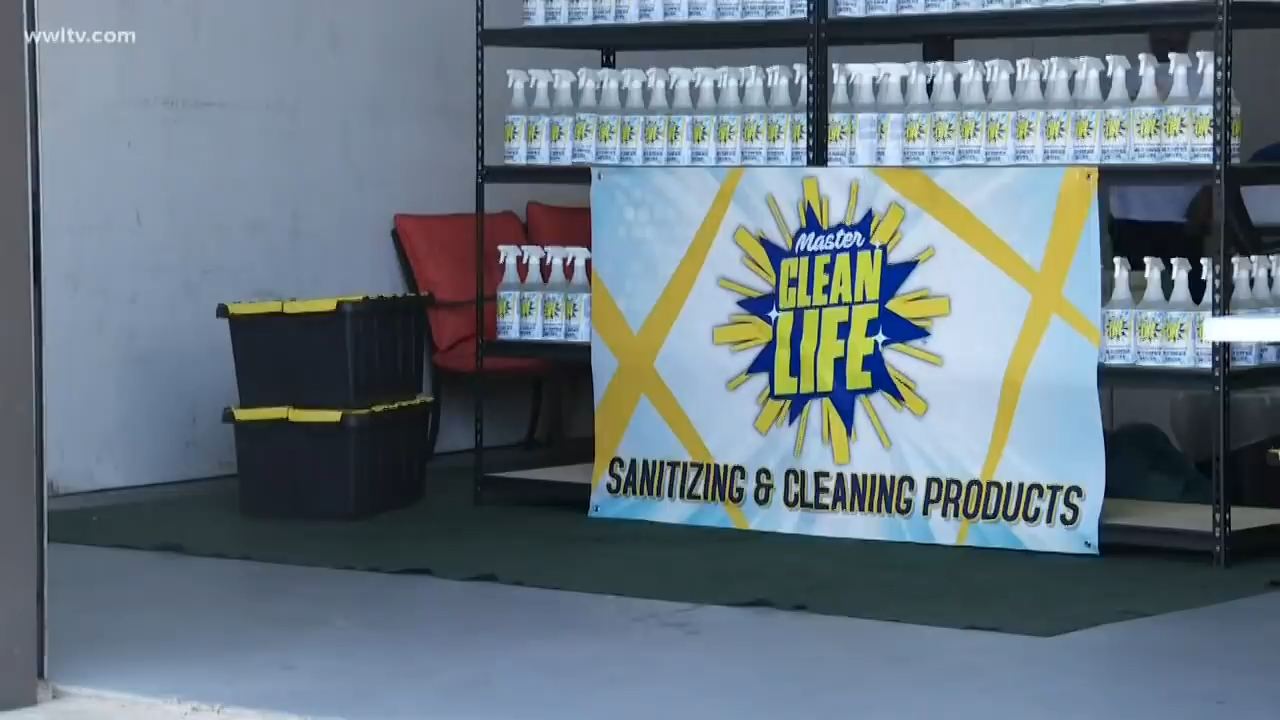 wwltv.com
Master
CLEAN
LIFE
SANITIZING & CLEANING PRODUCTS